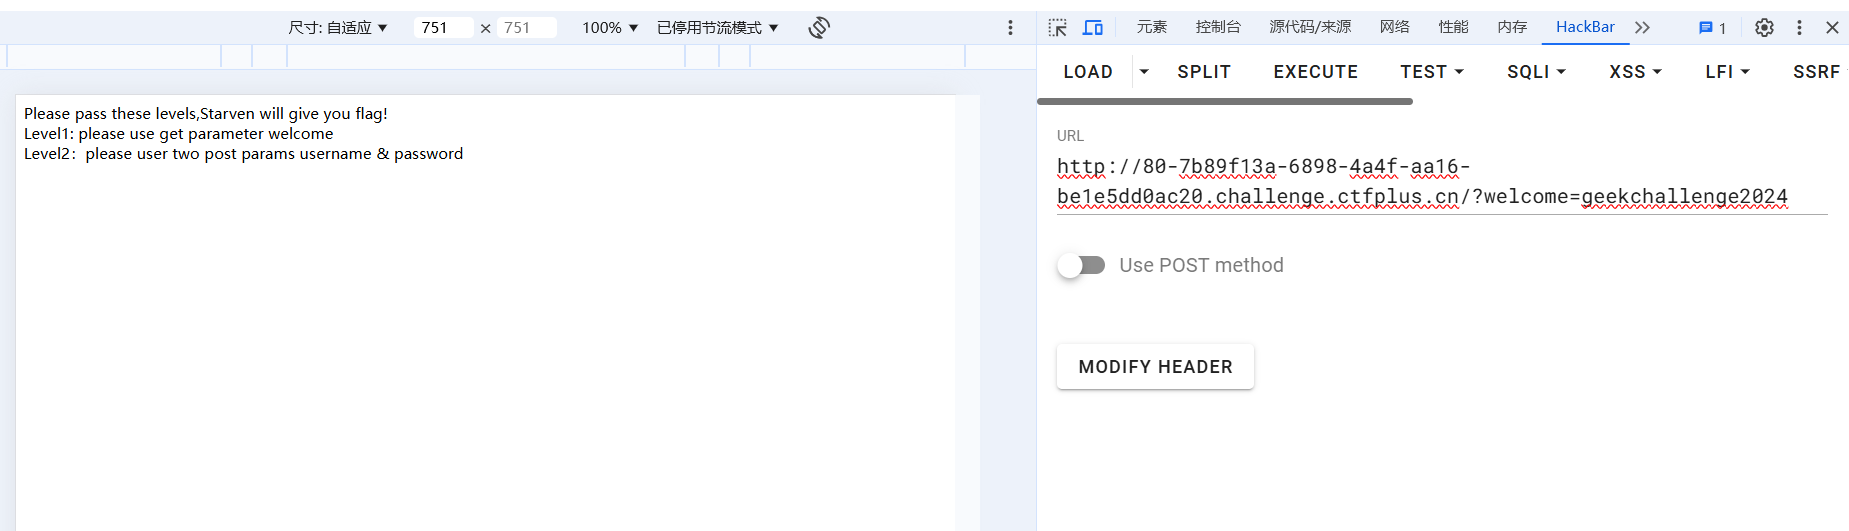 尺寸: 自适应 751 × 751 100% 已停用节流模式
元素 控制台 源代码/来源 网络 性能 内存 HackBar 1
LOAD SPLIT EXECUTE TEST SQLI XSS LFI SSRF
Please pass these levels,Starven will give you flag!
Level1: please use get parameter welcome
Level2：please user two post params username & password
URL
http://80-7b89f13a-6898-4a4f-aa16-
be1e5dd0ac20.challenge.ctfplus.cn/?welcome=geekchallenge2024
Use POST method
MODIFY HEADER